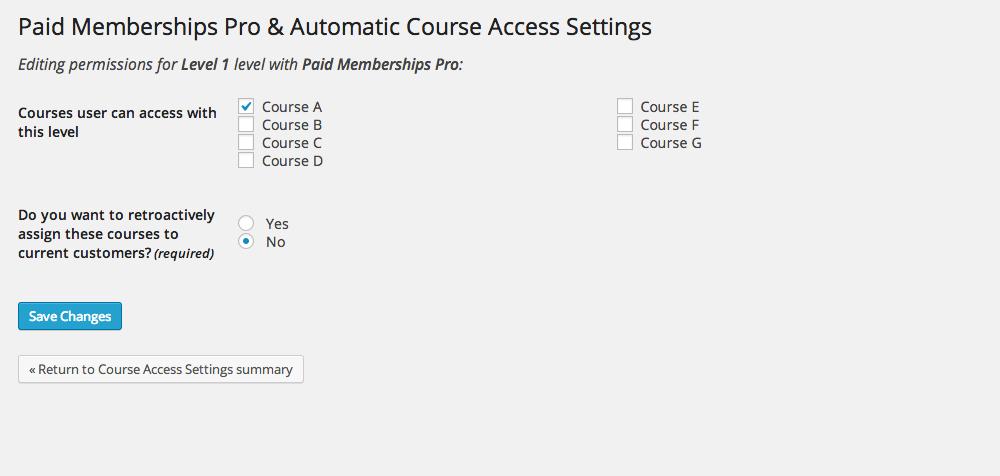 Paid Memberships Pro & Automatic Course Access Settings
Editing permissions for Level 1 level with Paid Memberships Pro:
Courses user can access with
this level
Course A
Course B
Course C
Course D
Course E
Course F
Course G
Do you want to retroactively
assign these courses to
current customers? (required)
Yes
No
Save Changes
« Return to Course Access Settings summary